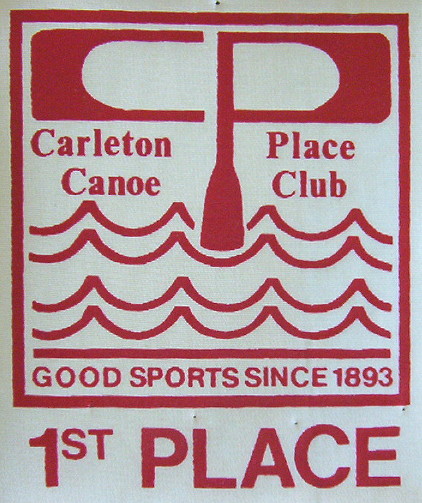 CP
Carleton Place
Canoe Club
GOOD SPORTS SINCE 1893
1ST PLACE